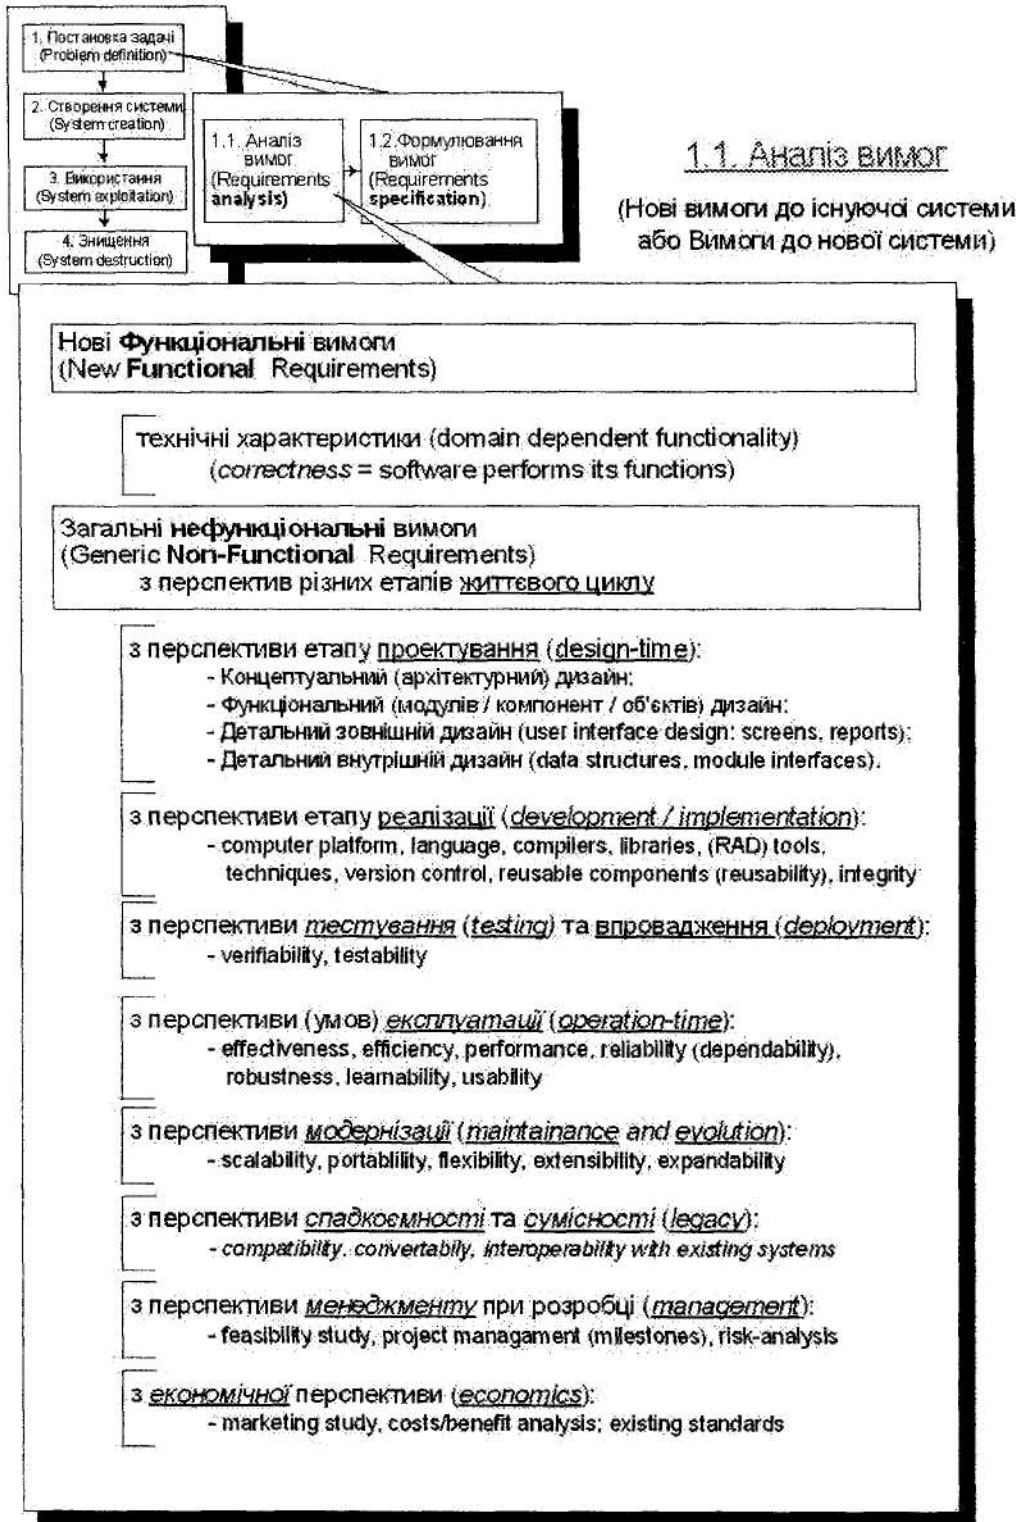 1. Постановка задачі
(Problem definition)
2. Створення системи
(System creation)
3. Використання
(System exploitation)
4. Знищення
(System destruction)
1.1. Аналіз
вимог
(Requirements
analysis)
1.2. Формулювання
вимог
(Requirements
specification)
1.1. Аналіз вимог
(Нові вимоги до існуючої системи
або Вимоги до нової системи)
Нові Функціональні вимоги
(New Functional Requirements)
технічні характеристики (domain dependent functionality)
(correctness = software performs its functions)
Загальні нефункціональні вимоги
(Generic Non-Functional Requirements)
з перспектив різних етапів життєвого циклу
з перспективи етапу проектування (design-time):
- Концептуальний (архітектурний) дизайн;
- Функціональний (модулів / компонент / об'єктів) дизайн;
- Детальний зовнішній дизайн (user interface design: screens, reports);
- Детальний внутрішній дизайн (data structures, module interfaces).
з перспективи етапу реалізації (development / implementation):
- computer platform, language, compilers, libraries, (RAD) tools,
techniques, version control, reusable components (reusability), integrity
з перспективи тестування (testing) та впровадження (deployment):
- verifiability, testability
з перспективи (умов) експлуатації (operation-time):
- effectiveness, efficiency, performance, reliability (dependability),
robustness, learnability, usability
з перспективи модернізації (maintainance and evolution):
- scalability, portablility, flexibility, extensibility, expandability
з перспективи спадкоємності та сумісності (legacy):
- compatibility, convertabily, interoperability with existing systems
з перспективи менеджменту при розробці (management):
- feasibility study, project managament (milestones), risk-analysis
з економічної перспективи (economics):
- marketing study, costs/benefit analysis; existing standards